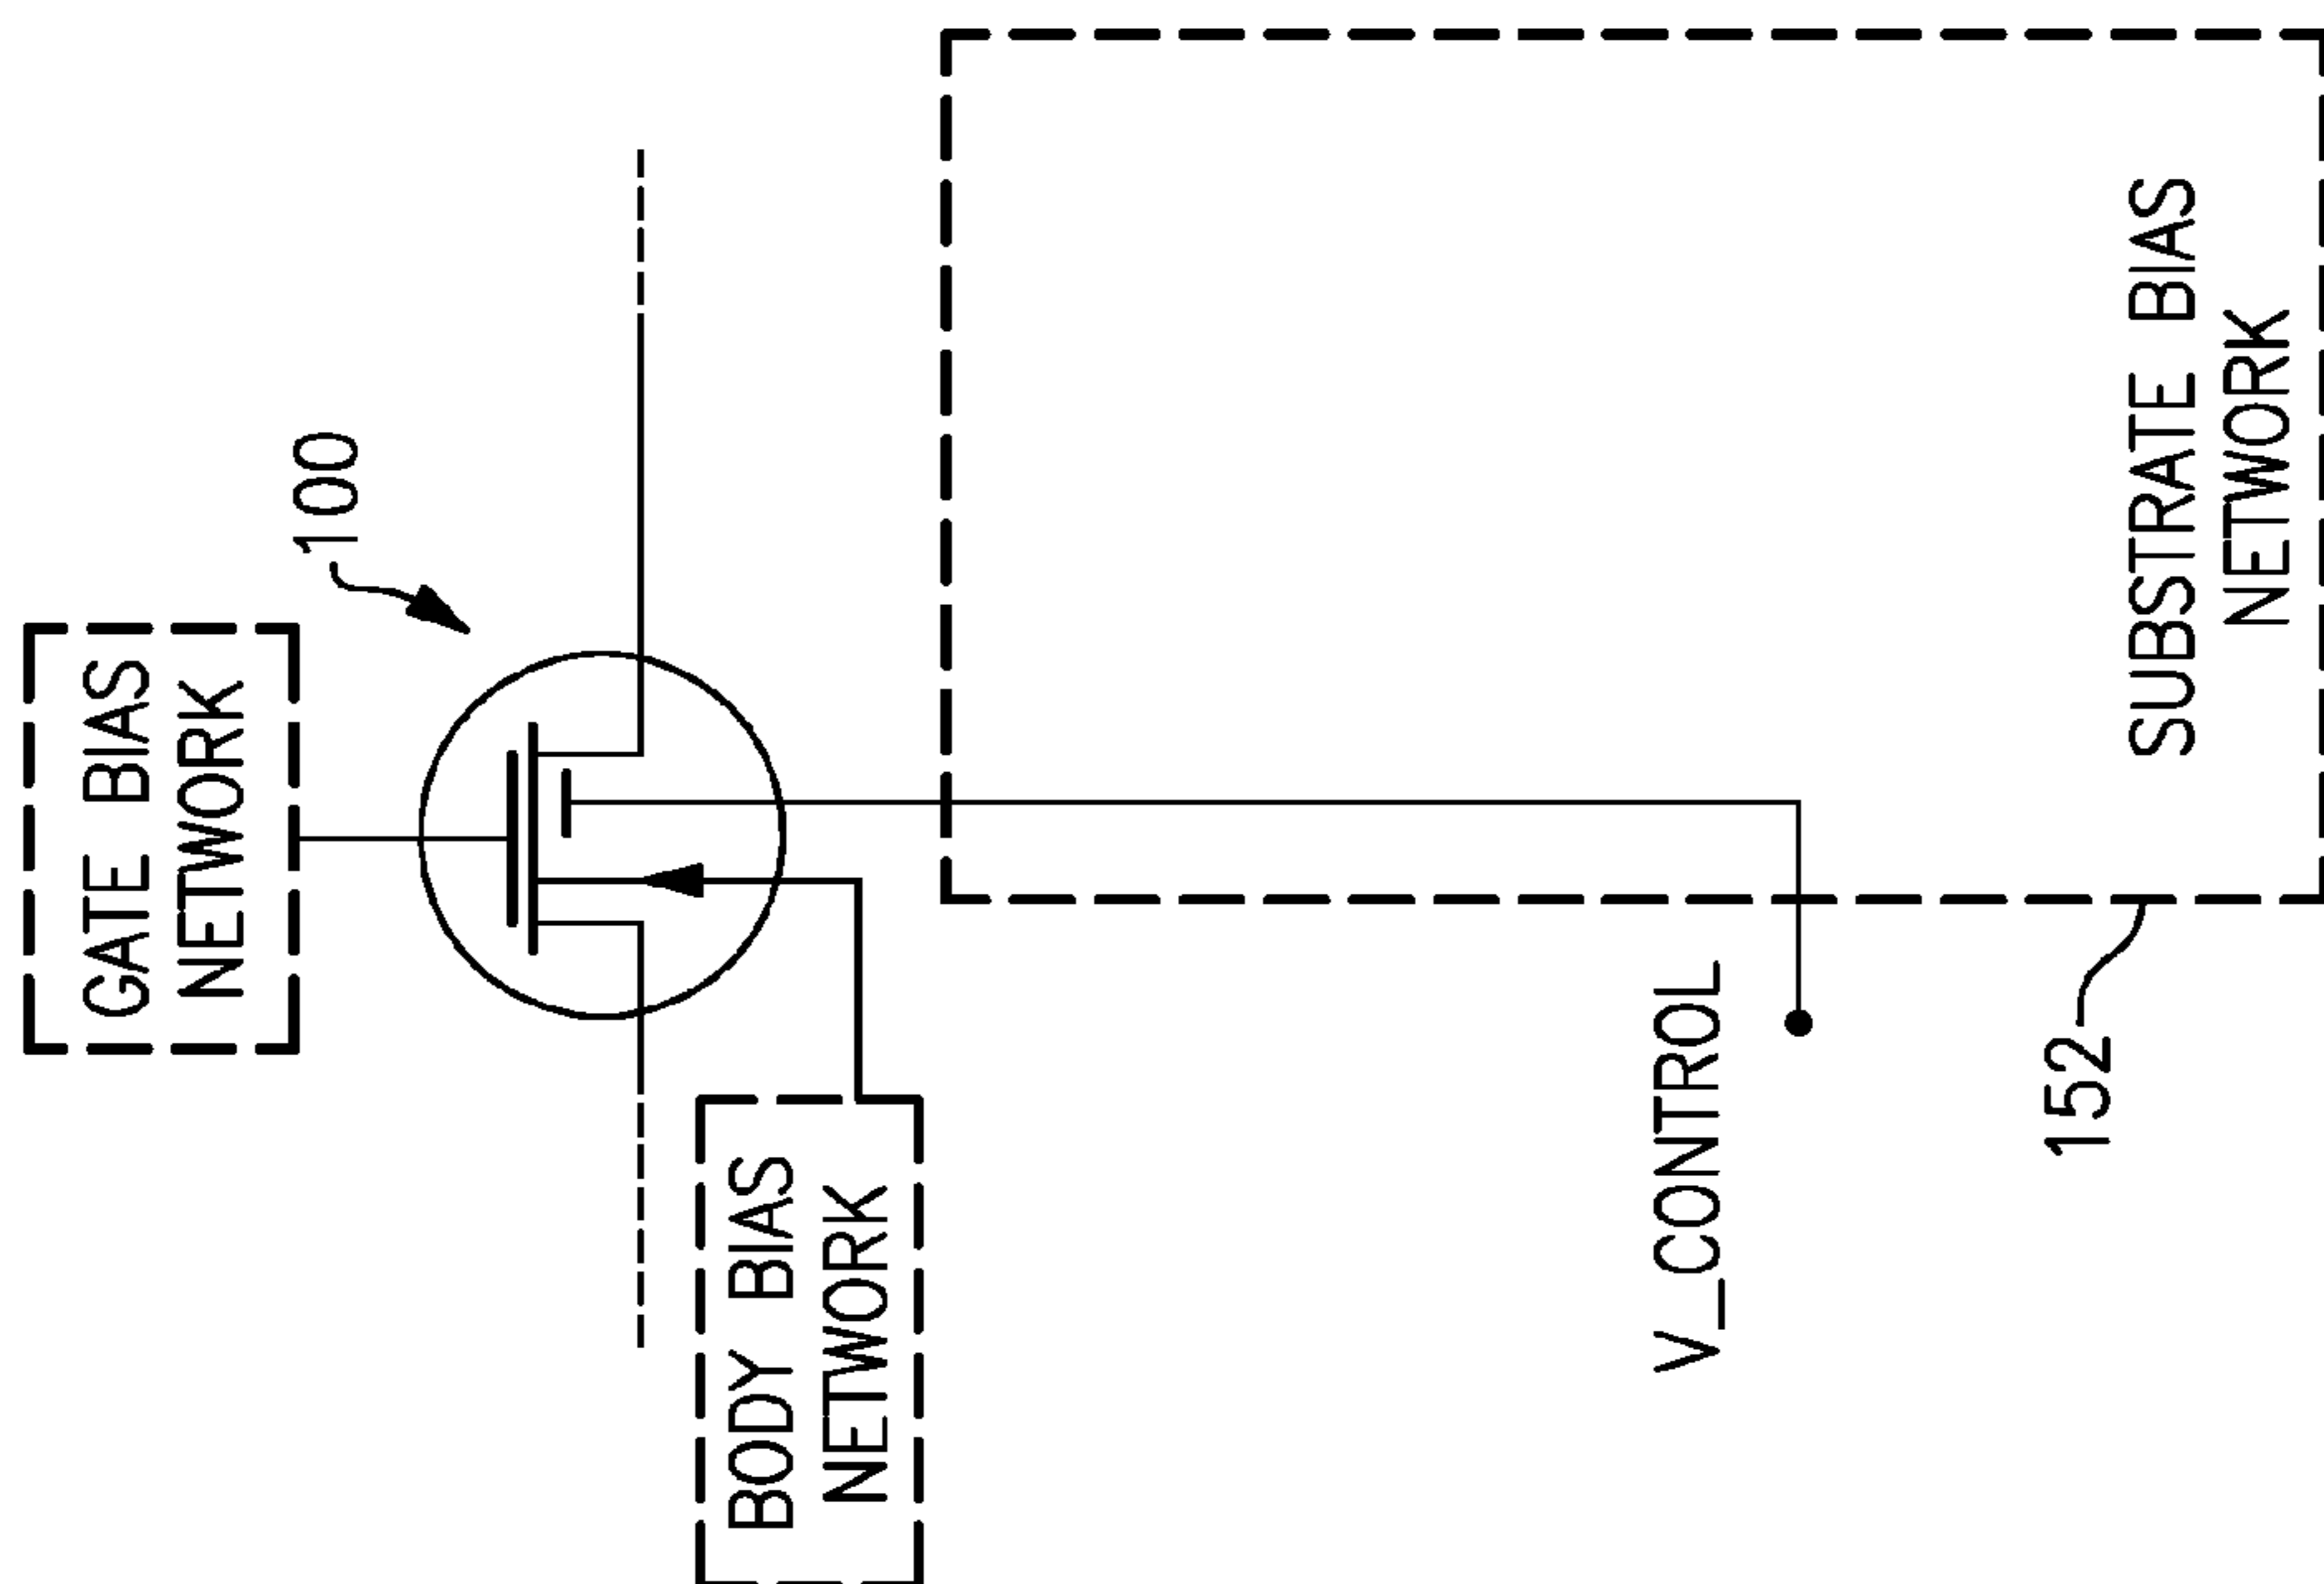 GATE BIAS
NETWORK
100
BODY BIAS
NETWORK
V_CONTROL
152
SUBSTRATE BIAS
NETWORK